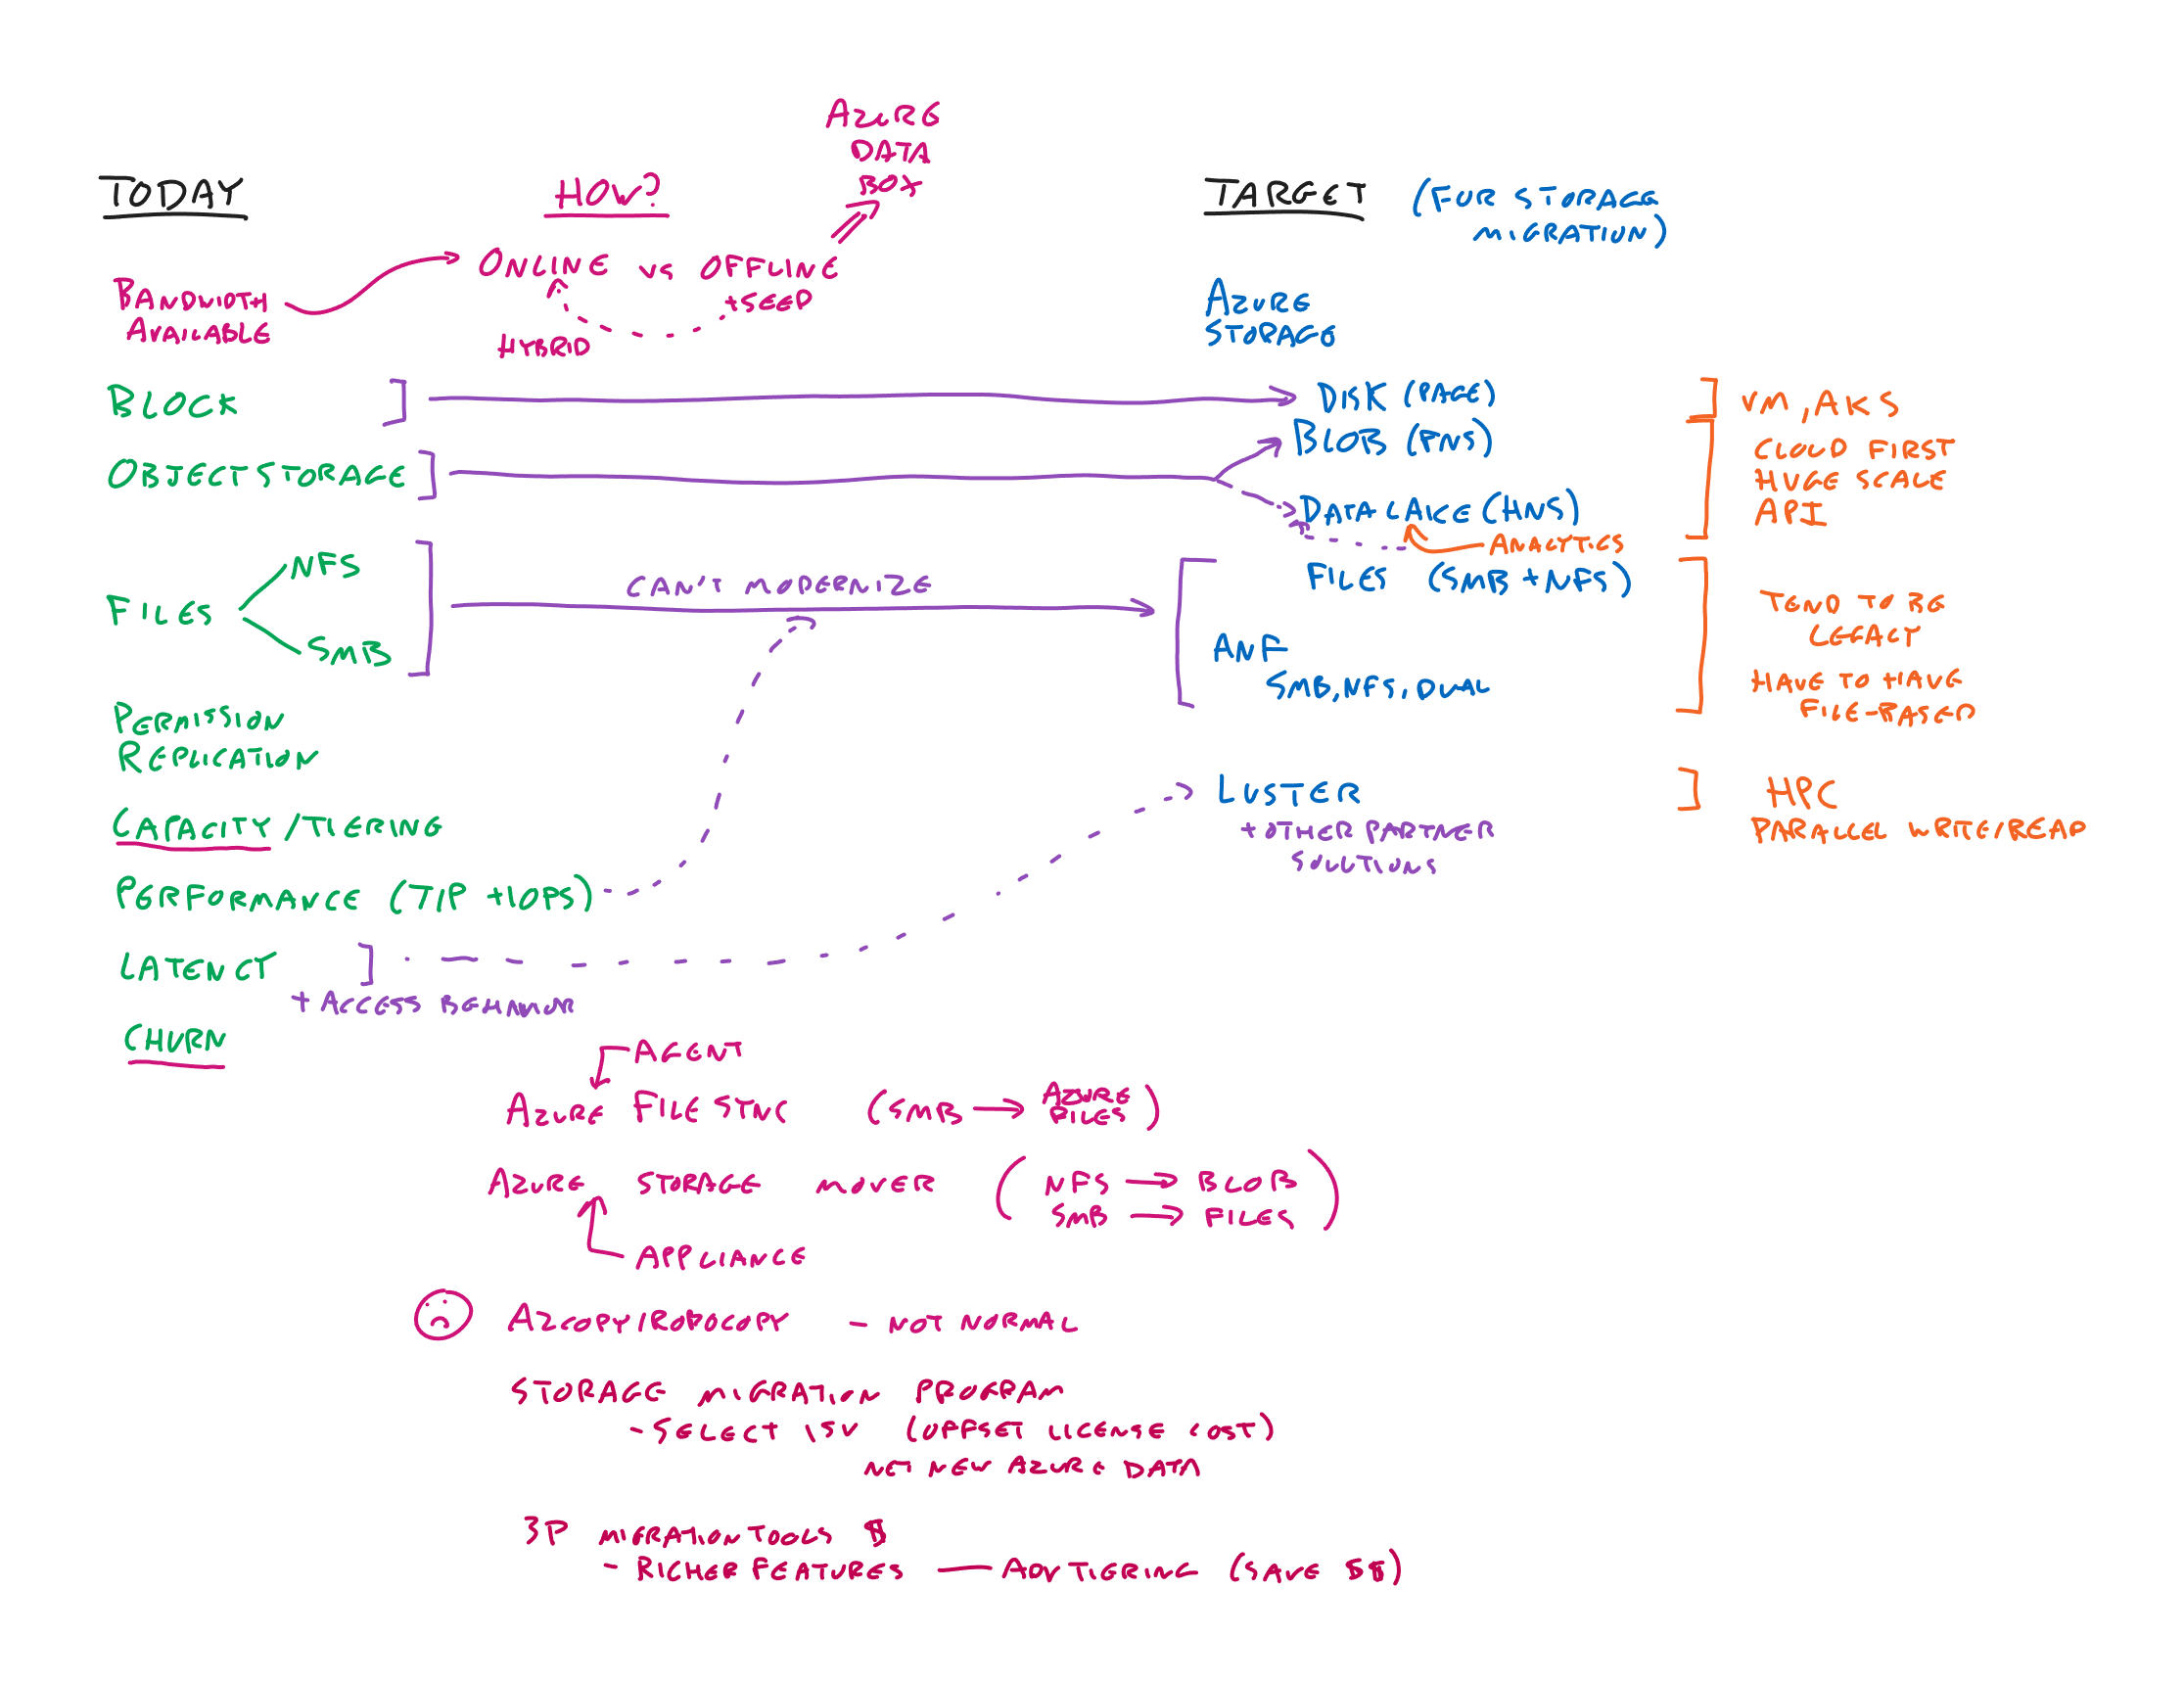 AZURE
DATA
BOX
TODAY
HOW?
TARGET (FOR STORAGE
MIGRATION)
ONLINE vs OFFLINE
+SEED
HYBRID
BANDWIDTH
AVAILABLE
AZURE
STORAGE
BLOCK
DISK (PAGE)
VM, AKS
OBJECT STORAGE
BLOB (FNS)
DATA LAKE (HNS)
ANALYTICS
CLOUD FIRST
HUGE SCALE
API
FILES
NFS
SMB
CAN'T MODERNIZE
FILES (SMB + NFS)
ANF
SMB, NFS, DUAL
TEND TO BE
LEGACY
HAVE TO HAVE
FILE-BASED
PERMISSION
REPLICATION
CAPACITY/TIERING
LUSTER
+ OTHER PARTNER
SOLUTIONS
HPC
PARALLEL WRITE/READ
PERFORMANCE (T/P + IOPS)
LATENCY
+ ACCESS BEHAVIOR
CHURN
AGENT
AZURE FILE SYNC (SMB → AZURE
FILES)
AZURE STORAGE MOVER (NFS → BLOB
SMB → FILES)
APPLIANCE
AZCOPY/ROBOCOPY - NOT NORMAL
STORAGE MIGRATION PROGRAM
- SELECT ISV (OFFSET LICENSE COST)
NET NEW AZURE DATA
3P MIGRATION TOOLS $
- RICHER FEATURES — ADV TIERING (SAVE $$)